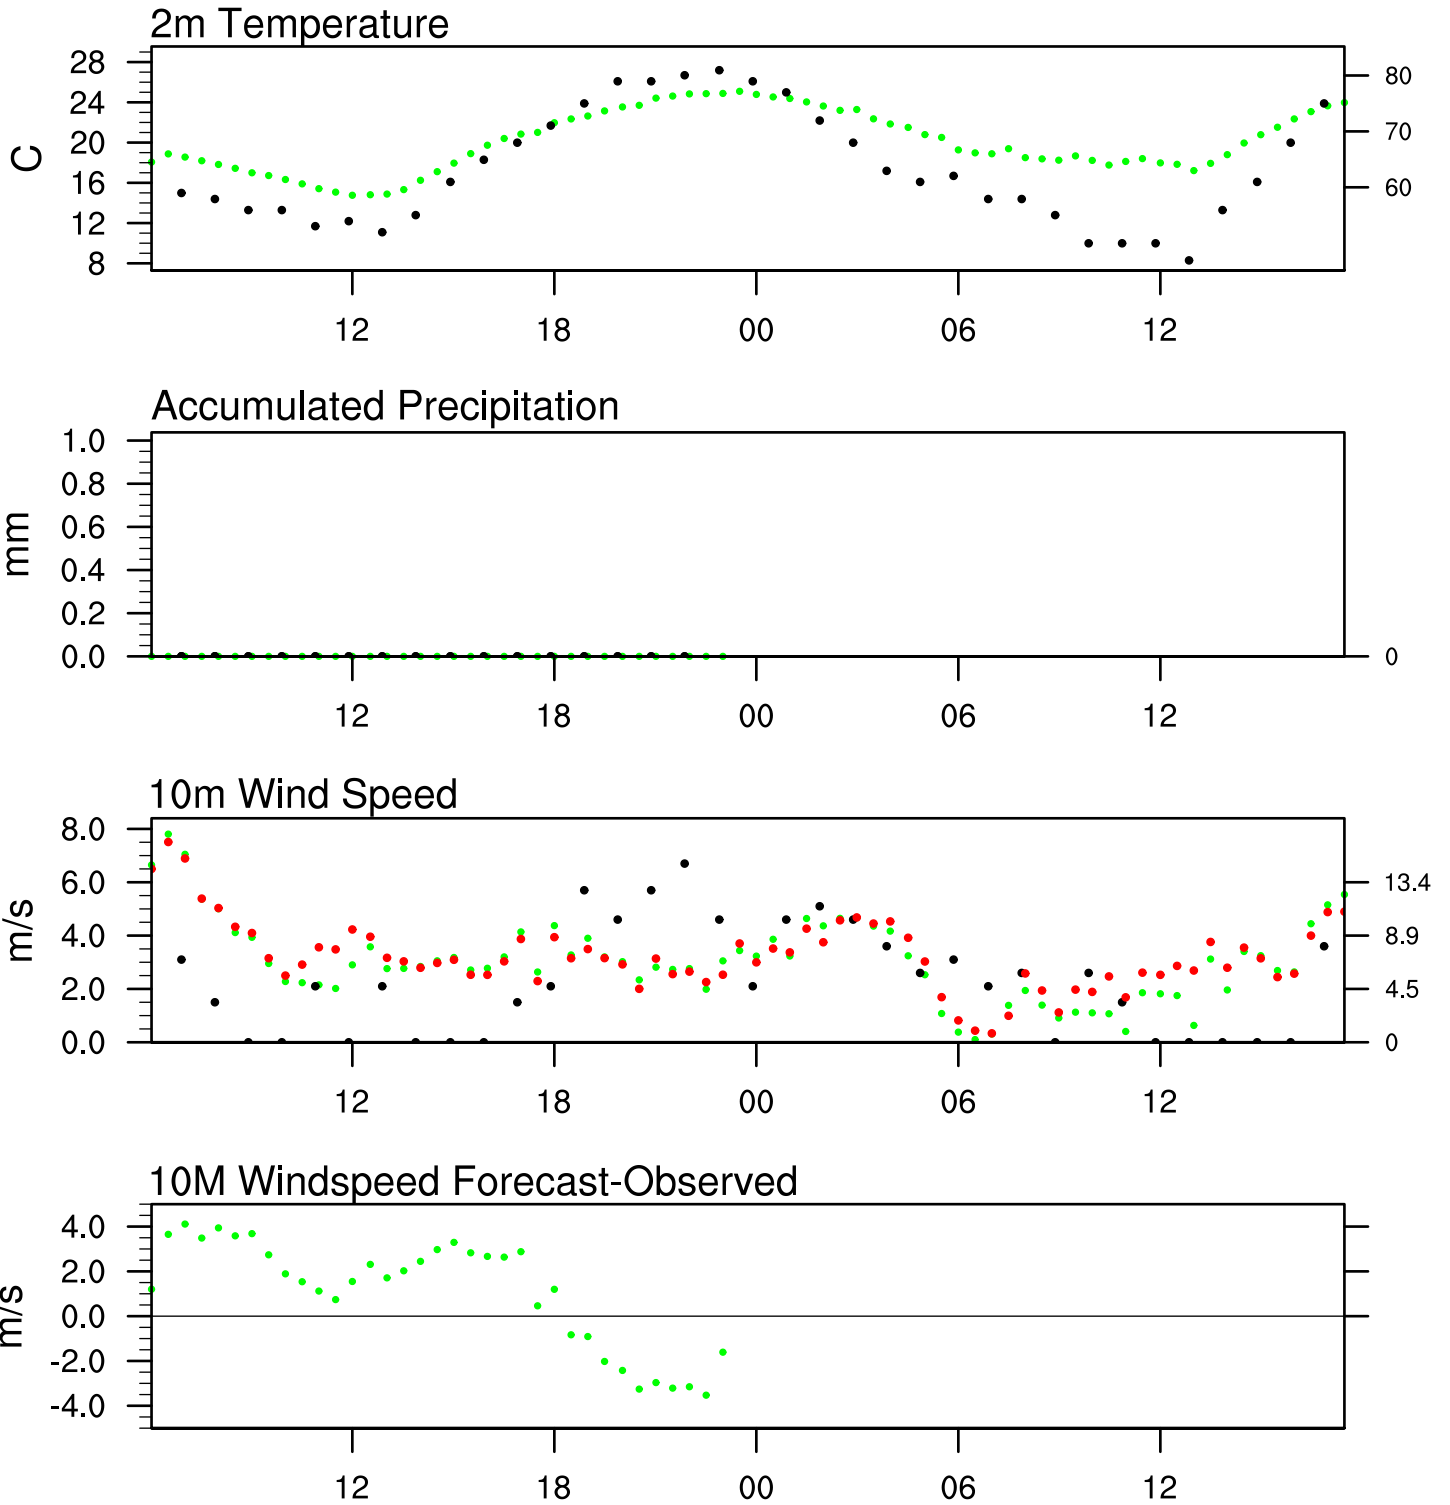 2m Temperature
28
24
20
16
12
8
C
80
70
60
12 18 00 06 12
Accumulated Precipitation
1.0
0.8
0.6
0.4
0.2
0.0
mm
0
12 18 00 06 12
10m Wind Speed
8.0
6.0
4.0
2.0
0.0
m/s
13.4
8.9
4.5
0
12 18 00 06 12
10M Windspeed Forecast-Observed
4.0
2.0
0.0
-2.0
-4.0
m/s
12 18 00 06 12